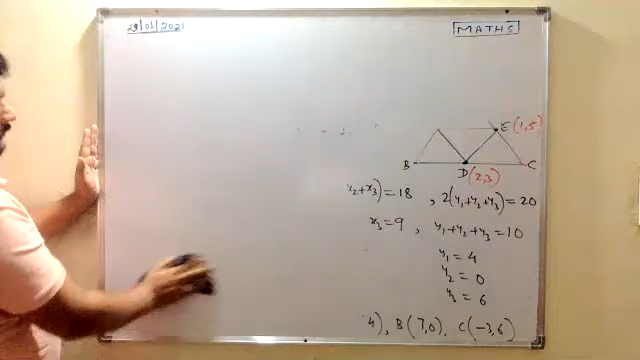 29/01/2021
MATHS
E(1,5)
B D(2,3) C
x₂+x₃)=18 , 2(y₁+y₂+y₃)=20
x₃=9 , y₁+y₂+y₃=10
y₁=4
y₂=0
y₃=6
4), B(7,0), C(-3,6)